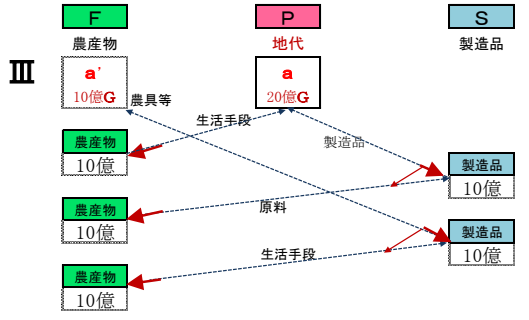 F P S
農産物 地代 製造品
Ⅲ
a' a
10億G 農具等 20億G
生活手段
農産物 製造品
10億 製造品
10億
農産物
10億 原料 製造品
10億
生活手段
農産物
10億